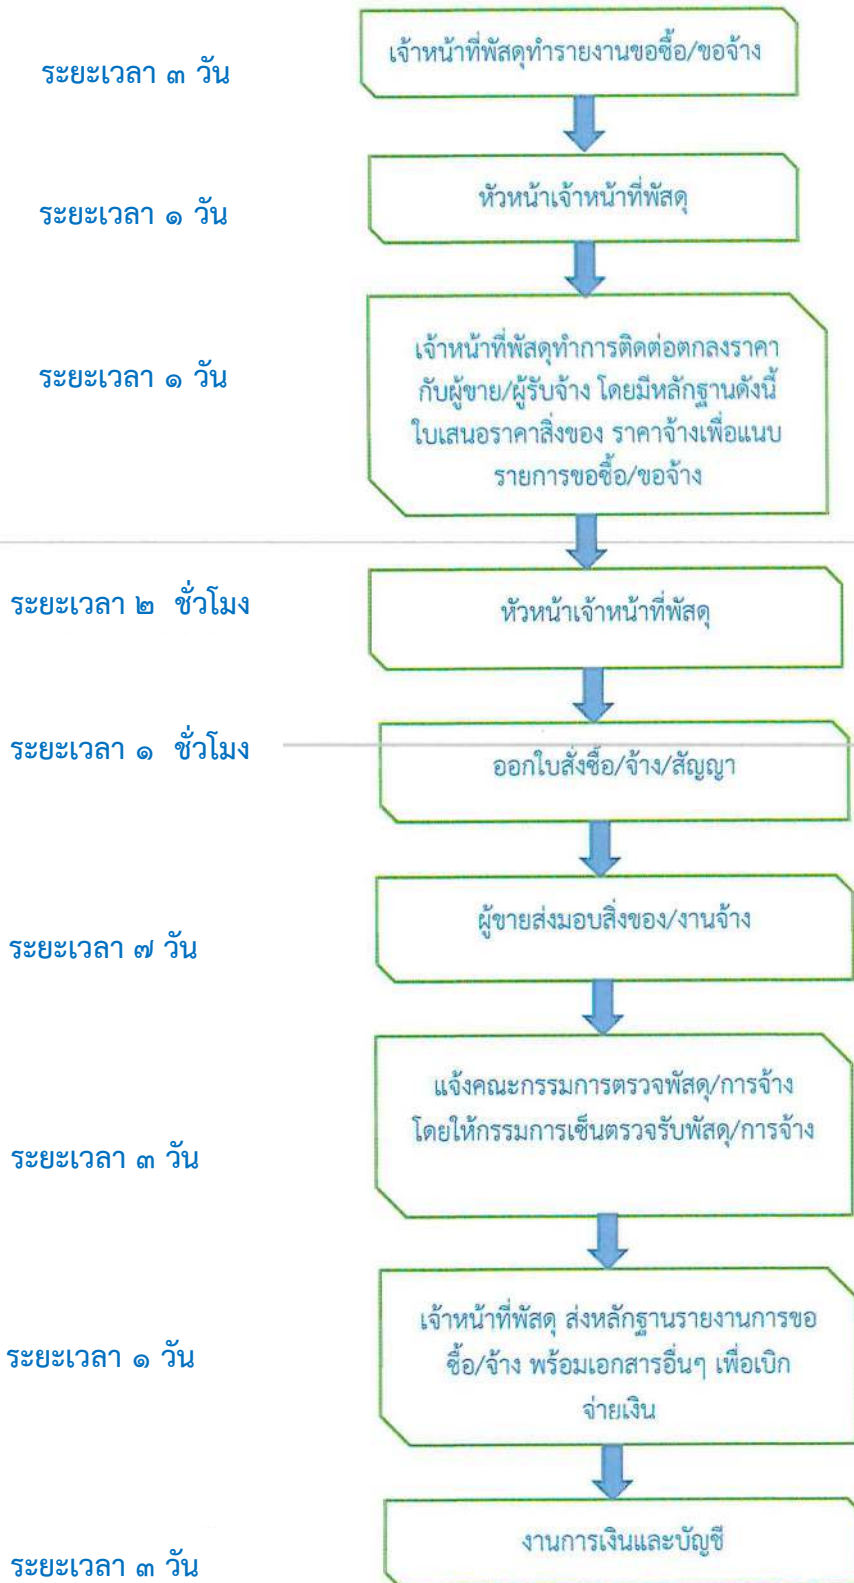 ระยะเวลา ๓ วัน
เจ้าหน้าที่พัสดุทำรายงานขอซื้อ/ขอจ้าง
ระยะเวลา ๑ วัน
หัวหน้าเจ้าหน้าที่พัสดุ
ระยะเวลา ๑ วัน
เจ้าหน้าที่พัสดุทำการติดต่อตกลงราคา
กับผู้ขาย/ผู้รับจ้าง โดยมีหลักฐานดังนี้
ใบเสนอราคาสิ่งของ ราคาจ้างเพื่อแนบ
รายการขอซื้อ/ขอจ้าง
ระยะเวลา ๒ ชั่วโมง
หัวหน้าเจ้าหน้าที่พัสดุ
ระยะเวลา ๑ ชั่วโมง
ออกใบสั่งซื้อ/จ้าง/สัญญา
ระยะเวลา ๗ วัน
ผู้ขายส่งมอบสิ่งของ/งานจ้าง
ระยะเวลา ๓ วัน
แจ้งคณะกรรมการตรวจพัสดุ/การจ้าง
โดยให้กรรมการเซ็นตรวจรับพัสดุ/การจ้าง
ระยะเวลา ๑ วัน
เจ้าหน้าที่พัสดุ ส่งหลักฐานรายงานการขอ
ซื้อ/จ้าง พร้อมเอกสารอื่นๆ เพื่อเบิก
จ่ายเงิน
ระยะเวลา ๓ วัน
งานการเงินและบัญชี